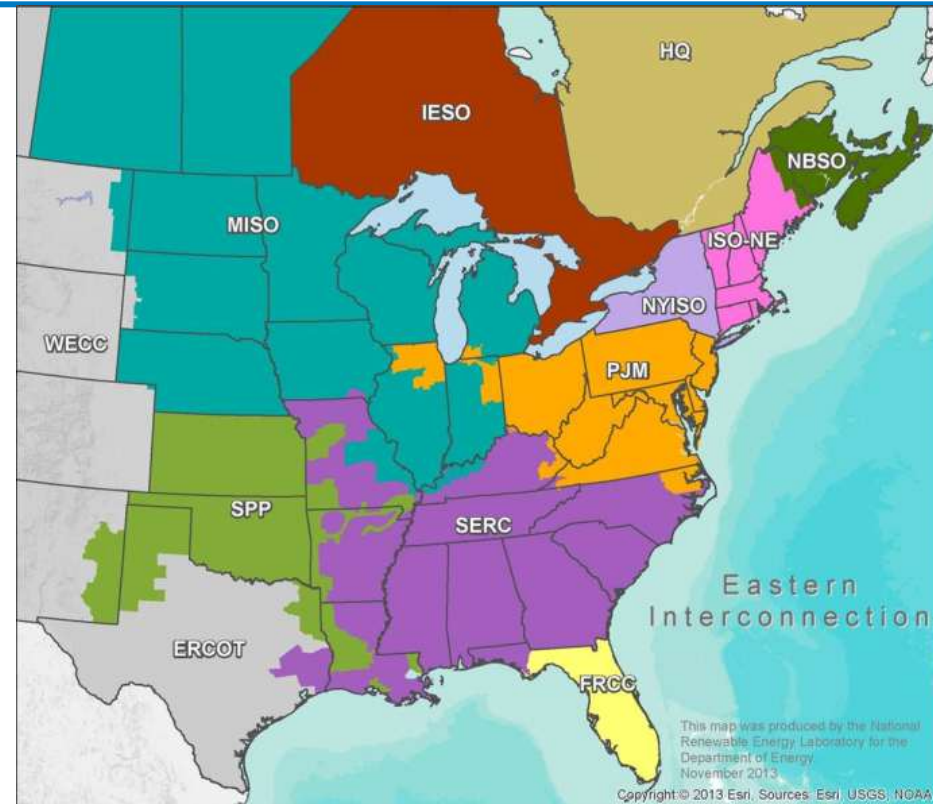 HQ
IESO
NBSO
MISO
ISO-NE
NYISO
WECC
PJM
SPP
SERC
Eastern
Interconnection
ERCOT
FRCC
This map was produced by the National
Renewable Energy Laboratory for the
Department of Energy
November 2013
Copyright © 2013 Esri, Sources: Esri, USGS, NOAA